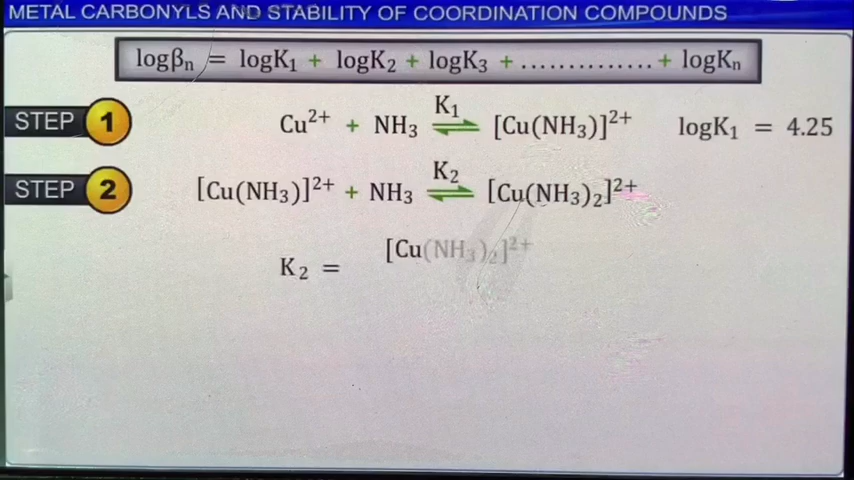 METAL CARBONYLS AND STABILITY OF COORDINATION COMPOUNDS
logβₙ = logK₁ + logK₂ + logK₃ + .............. + logKₙ
STEP 1 Cu²⁺ + NH₃ ⇌ K₁ [Cu(NH₃)]²⁺ logK₁ = 4.25
STEP 2 [Cu(NH₃)]²⁺ + NH₃ ⇌ K₂ [Cu(NH₃)₂]²⁺
K₂ = [Cu(NH₃)₂]²⁺